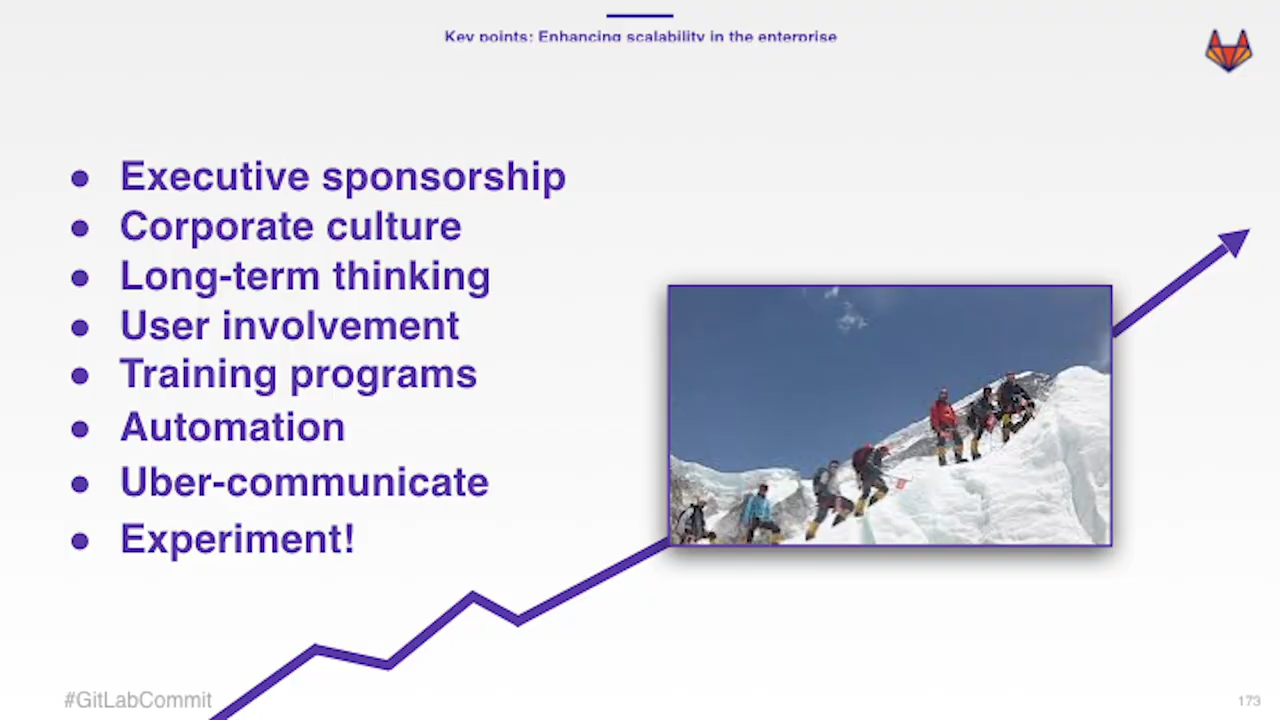 Key points: Enhancing scalability in the enterprise
● Executive sponsorship
● Corporate culture
● Long-term thinking
● User involvement
● Training programs
● Automation
● Uber-communicate
● Experiment!
#GitLabCommit
173